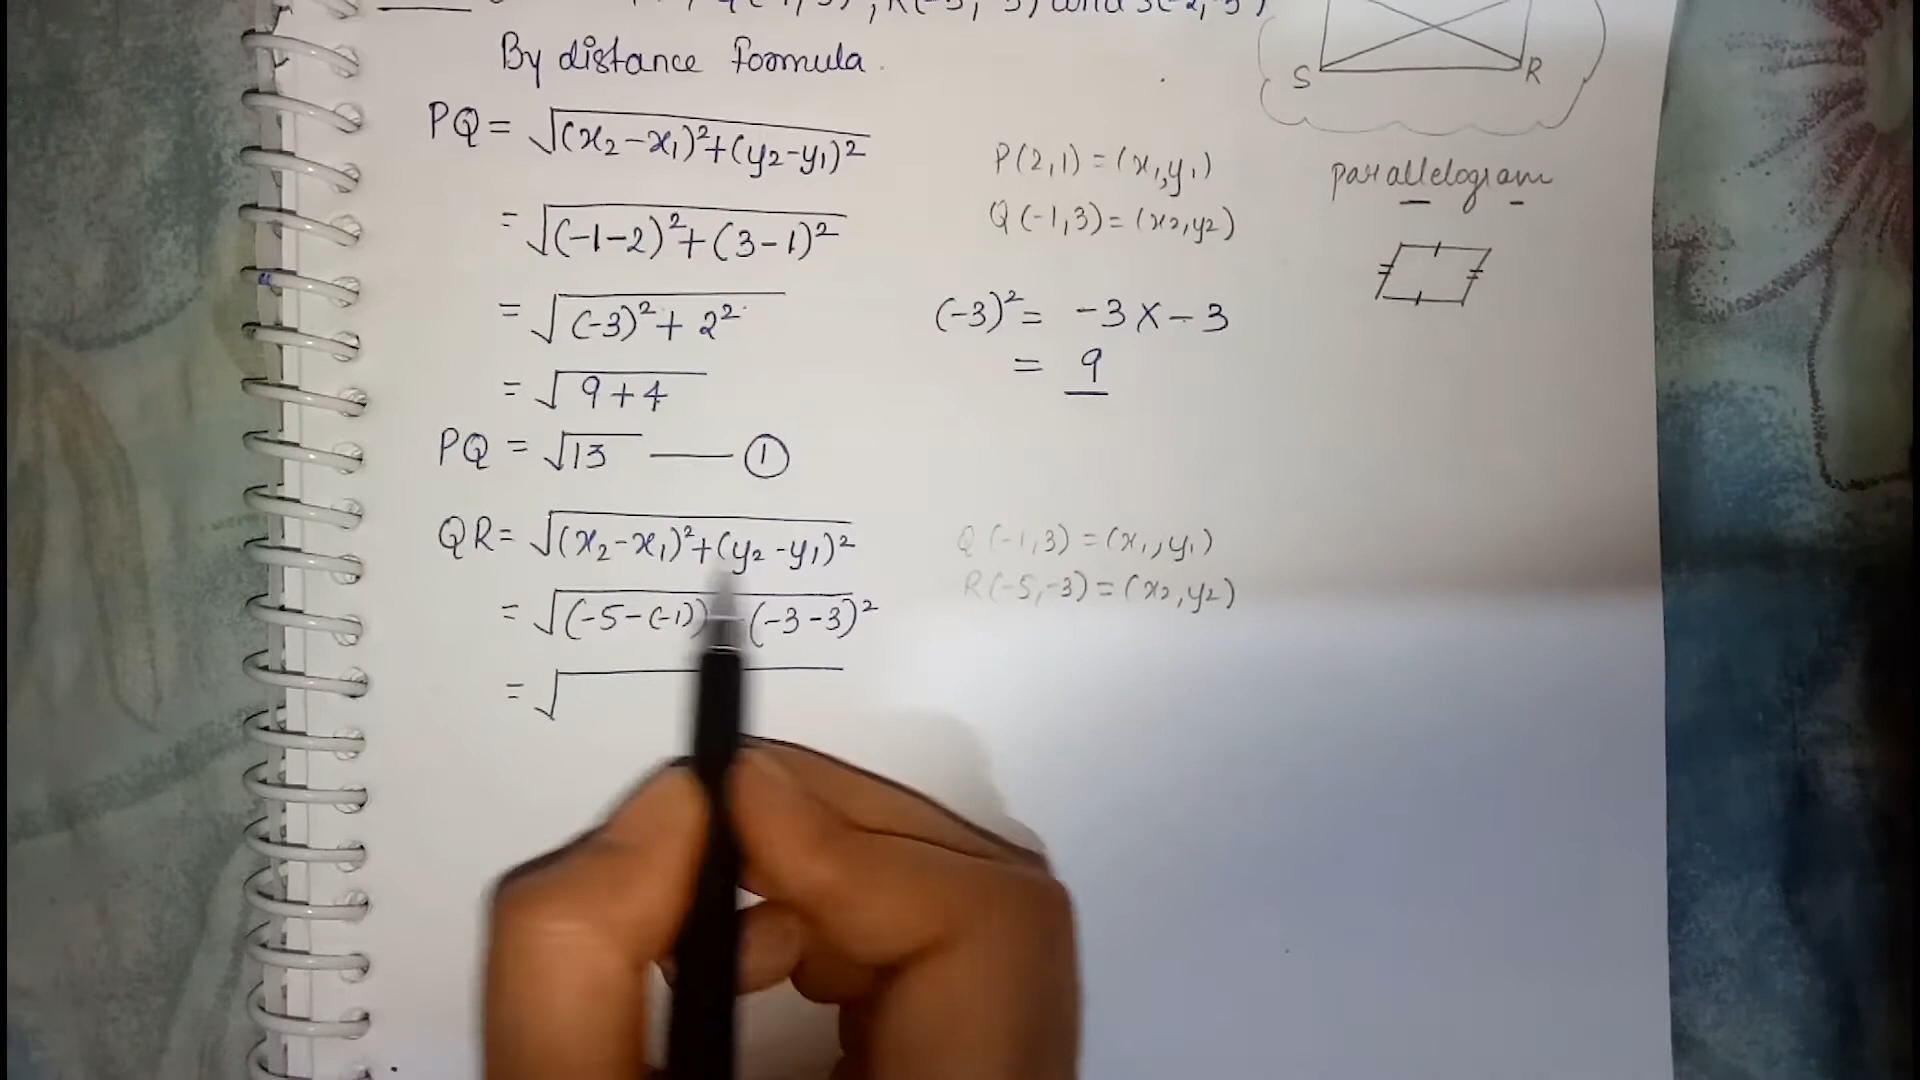 By distance formula
S R
PQ = √(x₂-x₁)²+(y₂-y₁)²
P(2,1) = (x₁,y₁)
parallelogram
= √(-1-2)²+(3-1)²
Q(-1,3) = (x₂,y₂)
= √(-3)²+ 2²
(-3)² = -3 X -3
= √9+4
= 9
PQ = √13 —— ①
QR = √(x₂-x₁)²+(y₂-y₁)²
Q(-1,3) = (x₁,y₁)
= √(-5-(-1)) (-3-3)²
R(-5,-3) = (x₂,y₂)
= √